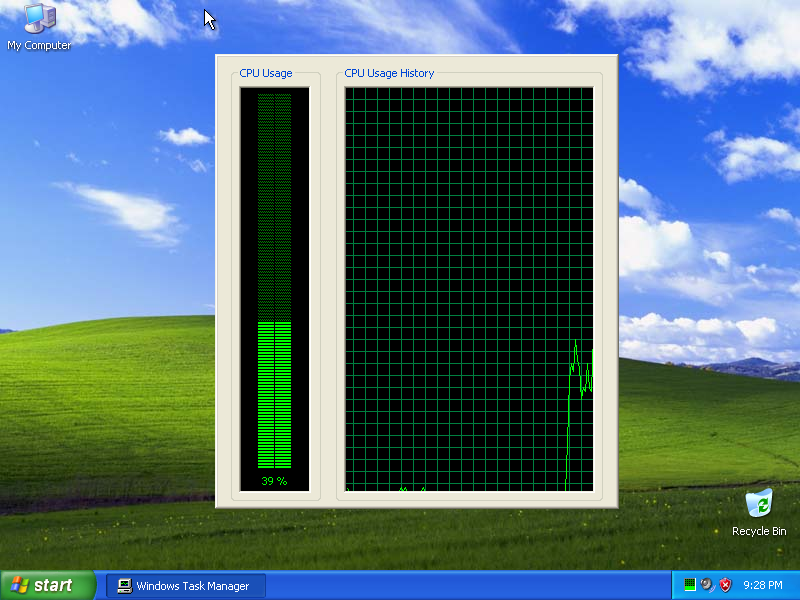 My Computer
CPU Usage
CPU Usage History
39 %
Recycle Bin
start
Windows Task Manager
9:28 PM